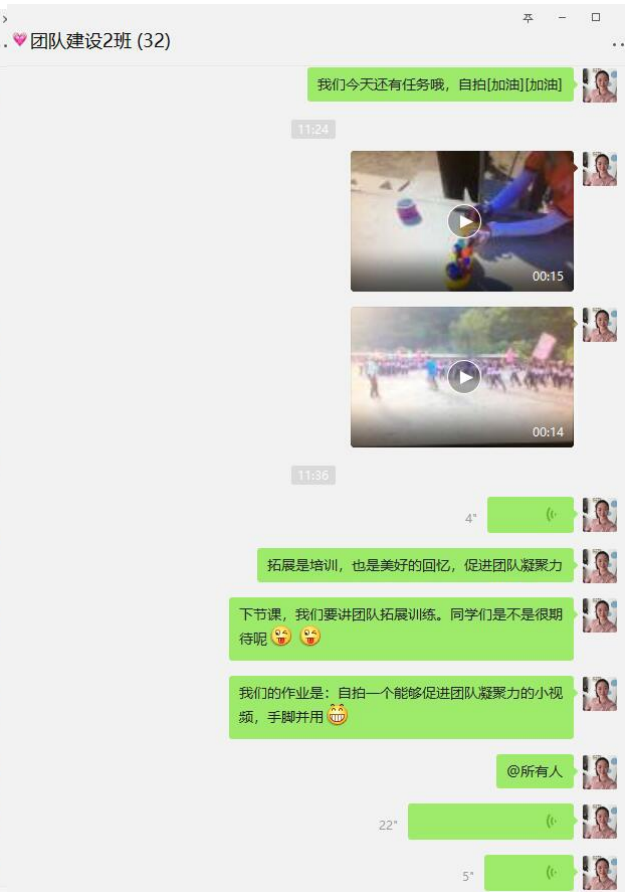 团队建设2班 (32)
我们今天还有任务哦，自拍[加油][加油]
11:24
00:15
00:14
11:36
4"
拓展是培训，也是美好的回忆，促进团队凝聚力
下节课，我们要讲团队拓展训练。同学们是不是很期
待呢
我们的作业是：自拍一个能够促进团队凝聚力的小视
频，手脚并用
@所有人
22"
5"